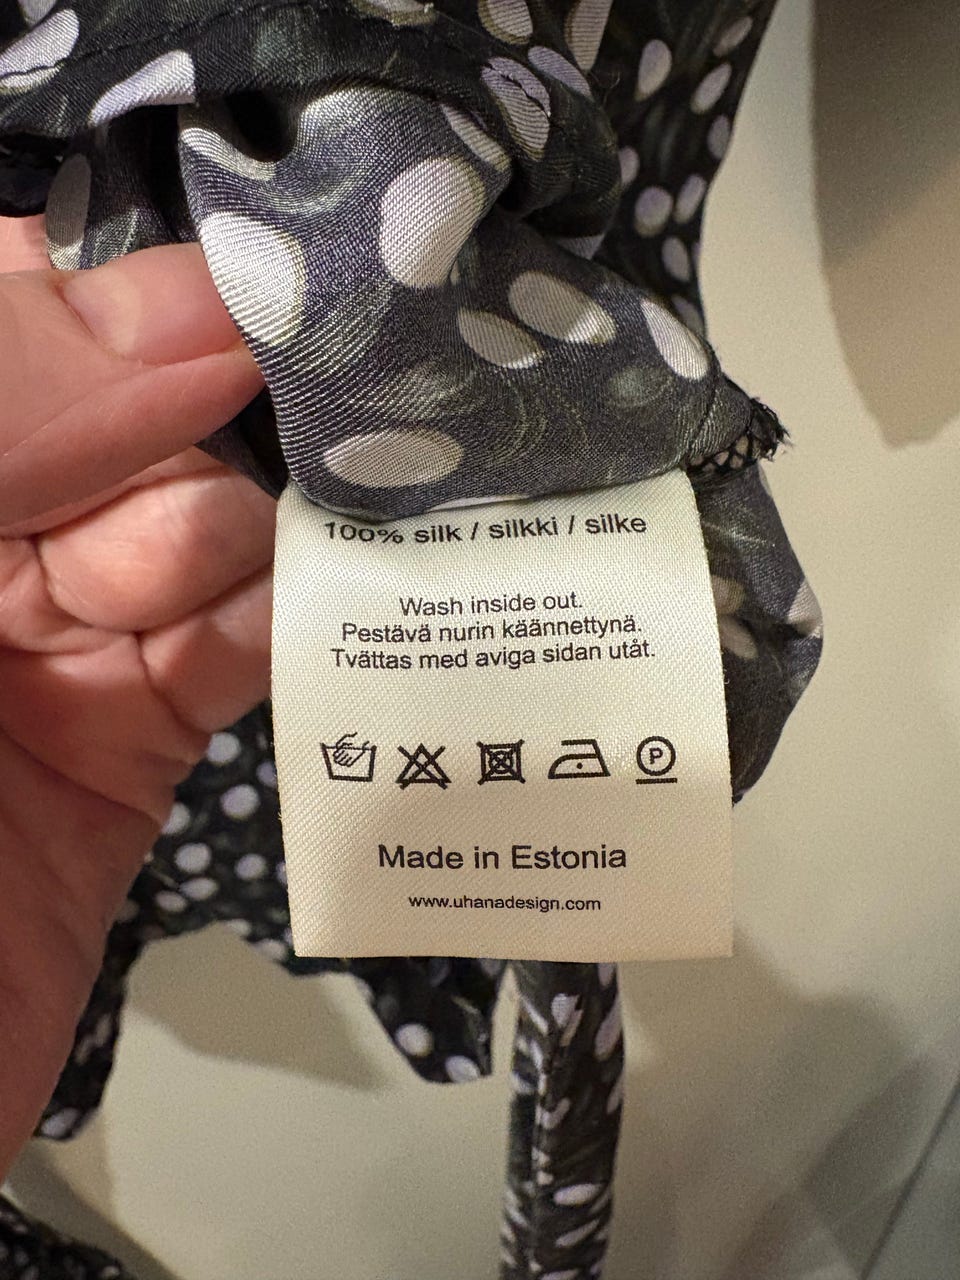 100% silk / silkki / silke
Wash inside out.
Pestävä nurin käännettynä.
Tvättas med aviga sidan utåt.
P
Made in Estonia
www.uhanadesign.com